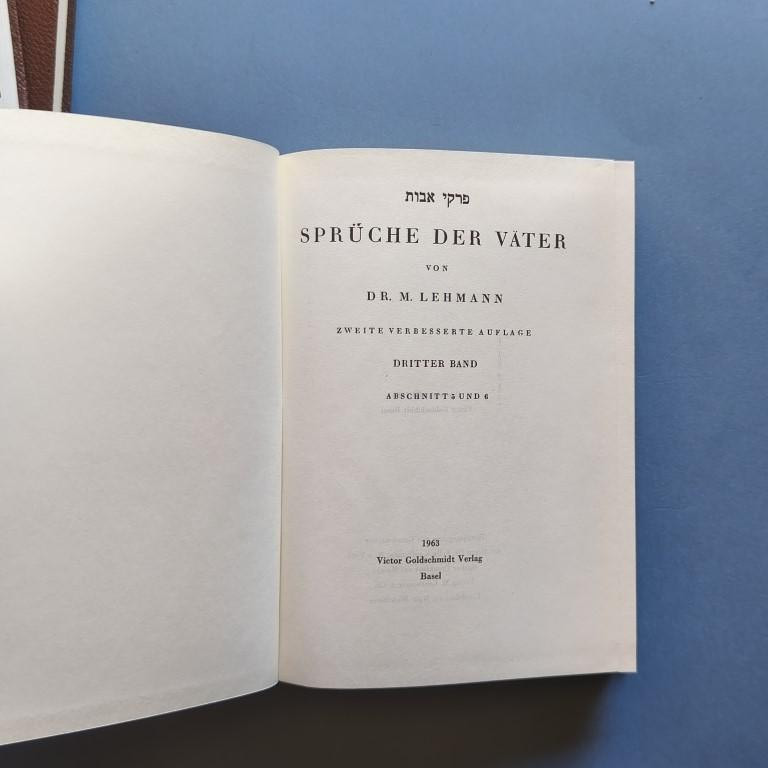 פרקי אבות
SPRÜCHE DER VÄTER
VON
DR. M. LEHMANN
ZWEITE VERBESSERTE AUFLAGE
DRITTER BAND
ABSCHNITT 5 UND 6
1963
Victor Goldschmidt Verlag
Basel